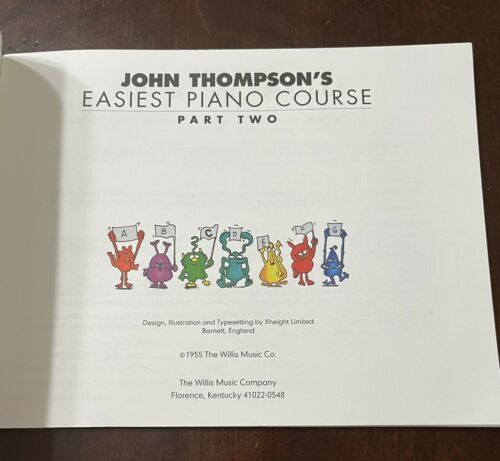 JOHN THOMPSON'S
EASIEST PIANO COURSE
PART TWO
A B C D E F G
Design, Illustration and Typesetting by Xheight Limited
Barnett, England
©1955 The Willis Music Co.
The Willis Music Company
Florence, Kentucky 41022-0548